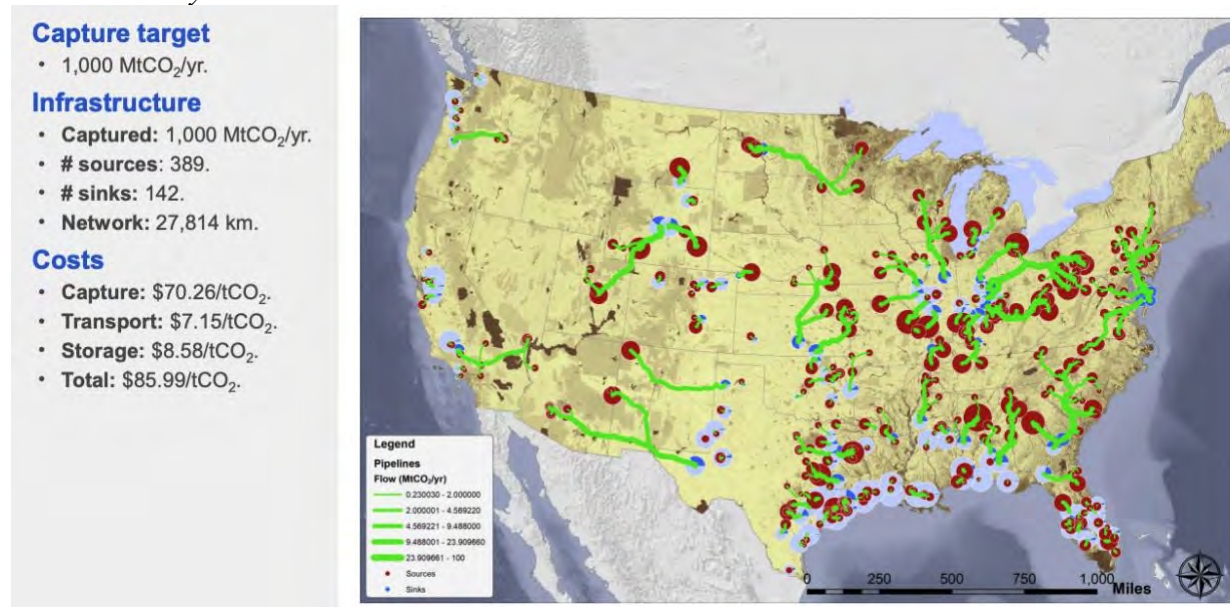 Capture target
• 1,000 MtCO₂/yr.
Infrastructure
• Captured: 1,000 MtCO₂/yr.
• # sources: 389.
• # sinks: 142.
• Network: 27,814 km.
Costs
• Capture: $70.26/tCO₂.
• Transport: $7.15/tCO₂.
• Storage: $8.58/tCO₂.
• Total: $85.99/tCO₂.
Legend
Pipelines
Flow (MtCO₂/yr)
0.230030 - 2.000000
2.000001 - 4.569220
4.569221 - 9.488000
9.488001 - 23.909660
23.909661 - 100
Sources
Sinks
0 250 500 750 1,000
Miles